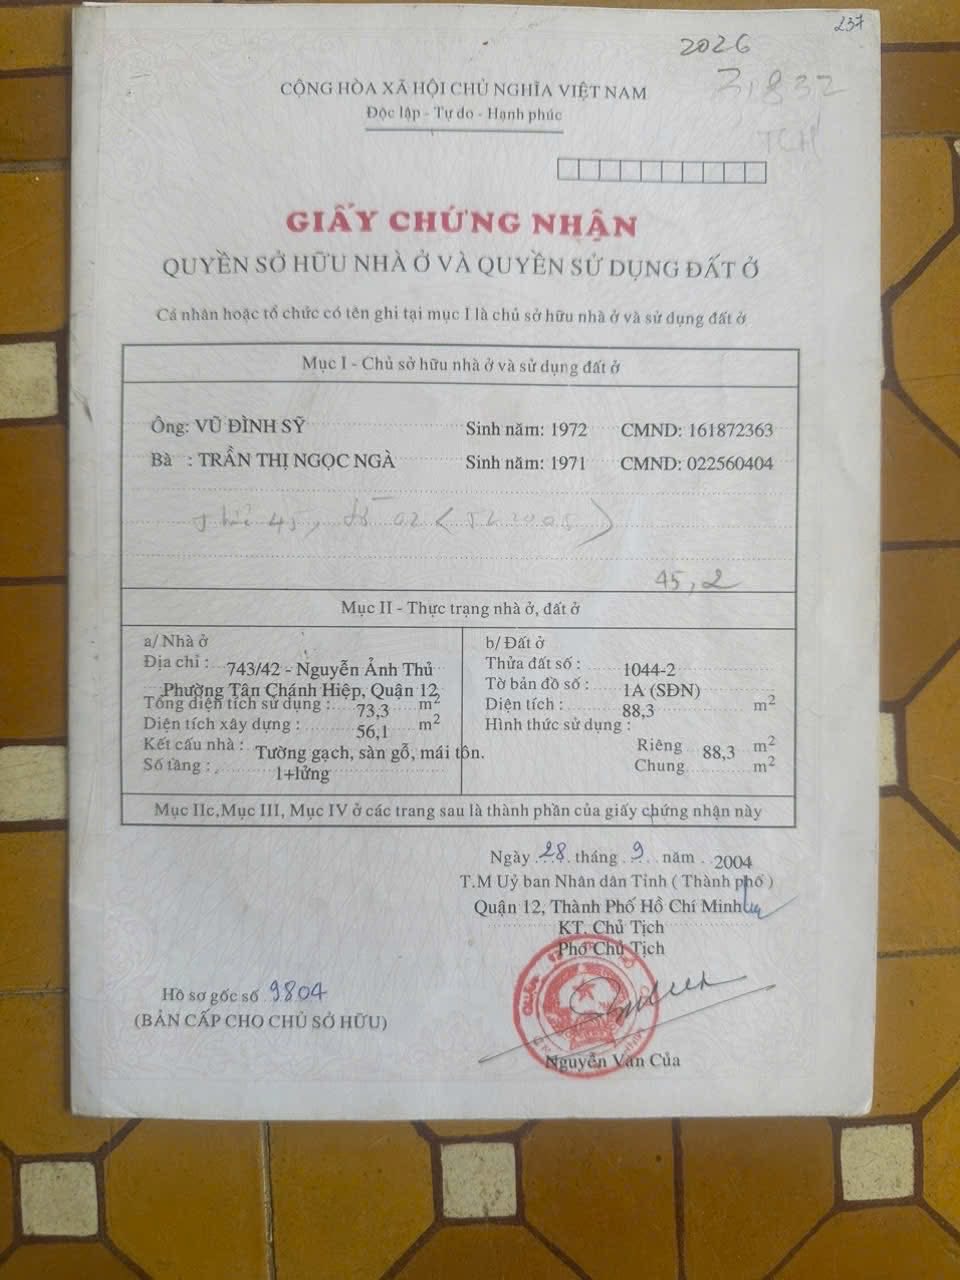 237
2026
CỘNG HÒA XÃ HỘI CHỦ NGHĨA VIỆT NAM
Độc lập - Tự do - Hạnh phúc
GIẤY CHỨNG NHẬN
QUYỀN SỞ HỮU NHÀ Ở VÀ QUYỀN SỬ DỤNG ĐẤT Ở
Cá nhân hoặc tổ chức có tên ghi tại mục I là chủ sở hữu nhà ở và sử dụng đất ở
Mục I - Chủ sở hữu nhà ở và sử dụng đất ở
Ông: VŨ ĐÌNH SỸ Sinh năm: 1972 CMND: 161872363
Bà : TRẦN THỊ NGỌC NGÀ Sinh năm: 1971 CMND: 022560404
45, 02
45,2
Mục II - Thực trạng nhà ở, đất ở
a/ Nhà ở
Địa chỉ : 743/42 - Nguyễn Ảnh Thủ
Phường Tân Chánh Hiệp, Quận 12
Tổng diện tích sử dụng : 73,3 m2
Diện tích xây dựng : 56,1 m2
Kết cấu nhà : Tường gạch, sàn gỗ, mái tôn.
Số tầng : 1+lửng
b/ Đất ở
Thửa đất số : 1044-2
Tờ bản đồ số : 1A (SĐN)
Diện tích : 88,3 m2
Hình thức sử dụng :
Riêng 88,3 m2
Chung m2
Mục IIc,Mục III, Mục IV ở các trang sau là thành phần của giấy chứng nhận này
Ngày 28 tháng 9 năm 2004
T.M Uỷ ban Nhân dân Tỉnh ( Thành phố )
Quận 12, Thành Phố Hồ Chí Minh
KT. Chủ Tịch
Phó Chủ Tịch
Hồ sơ gốc số 9804
(BẢN CẤP CHO CHỦ SỞ HỮU)
Nguyễn Văn Của